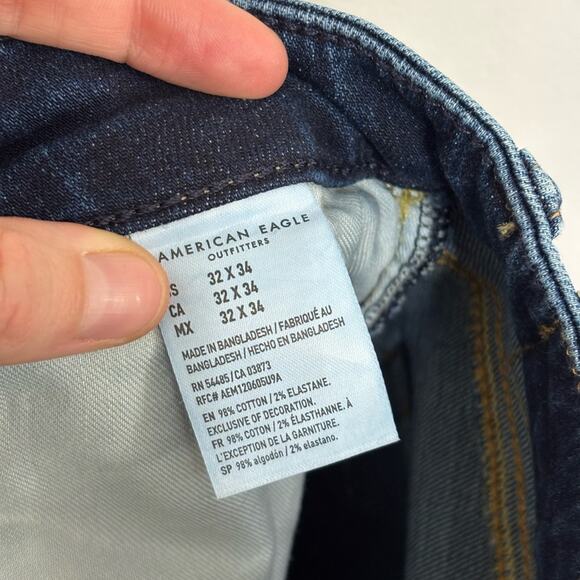 AMERICAN EAGLE
OUTFITTERS
S 32 X 34
CA 32 X 34
MX 32 X 34
MADE IN BANGLADESH / FABRIQUÉ AU
BANGLADESH / HECHO EN BANGLADESH
RN 54485/ CA 03873
RFC# AEM120605U9A
EN 98% COTTON / 2% ELASTANE.
EXCLUSIVE OF DECORATION.
FR 98% COTON / 2% ÉLASTHANNE. À
L'EXCEPTION DE LA GARNITURE.
SP 98% algodón / 2% elastano.